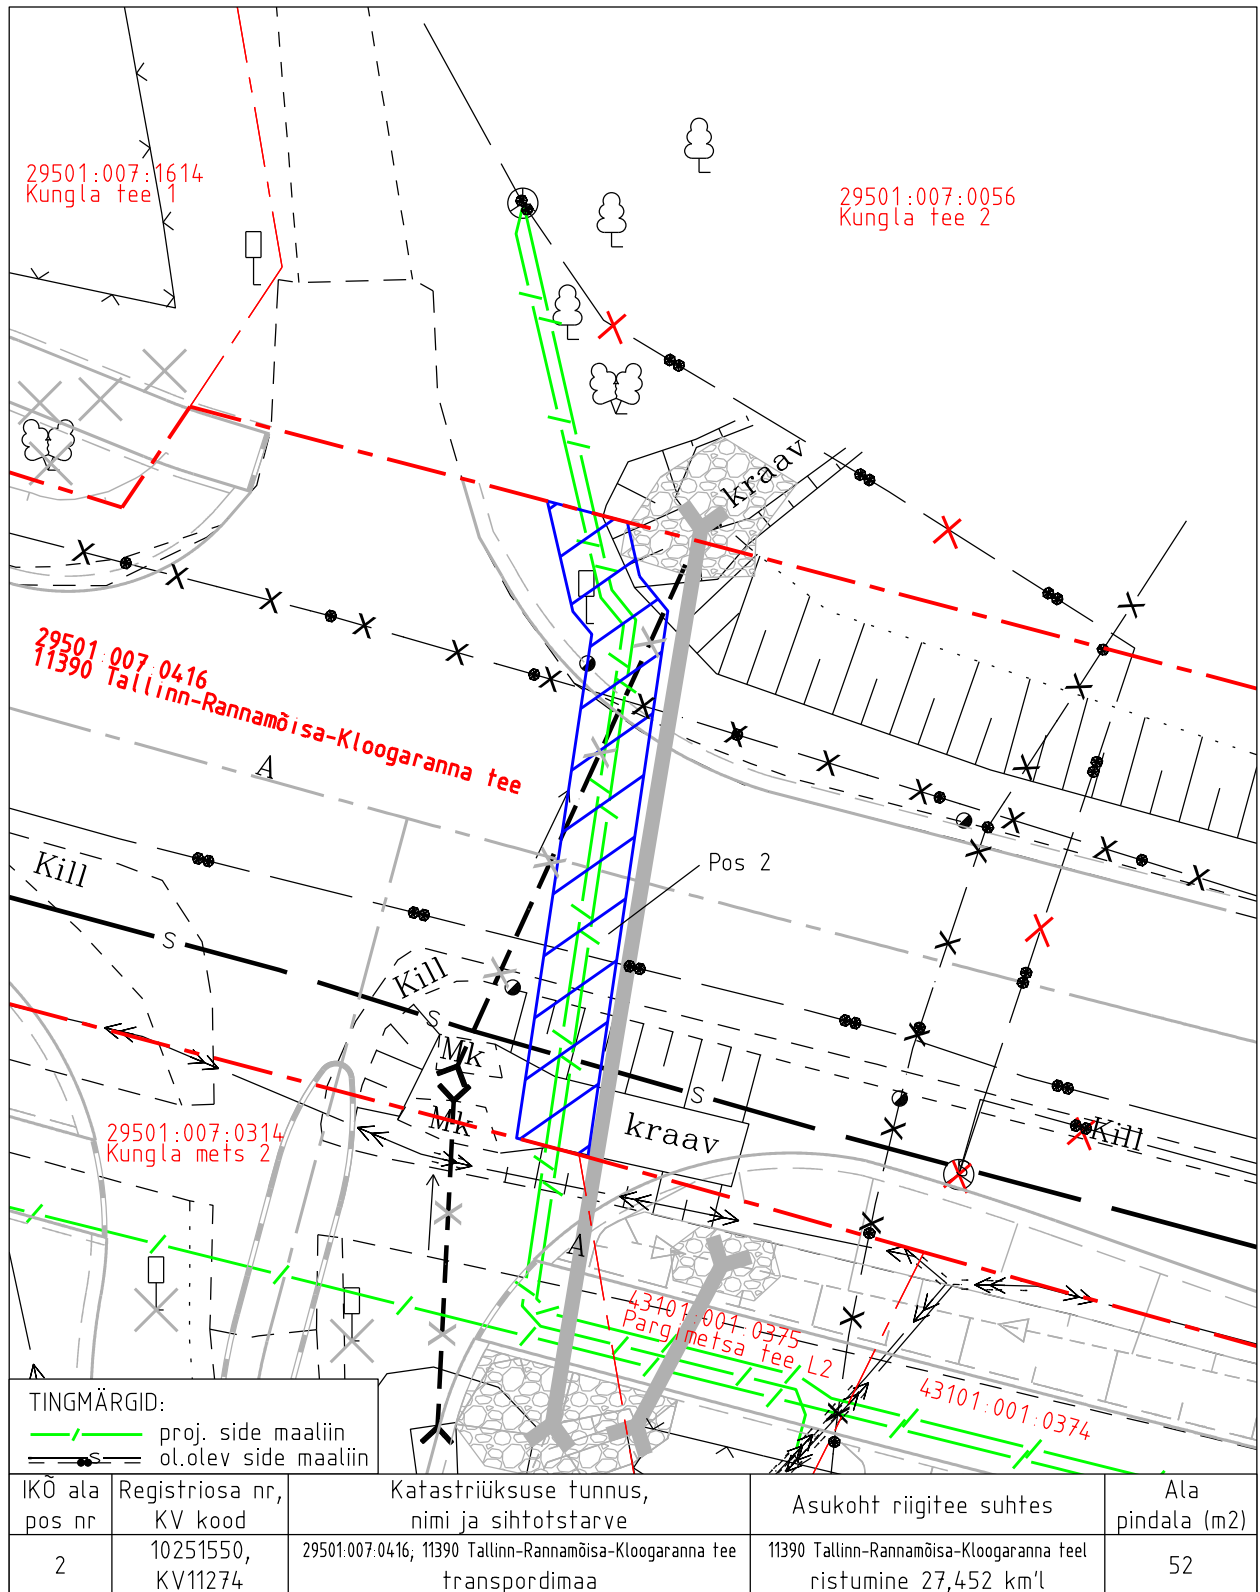 29501:007:1614
Kungla tee 1
29501:007:0056
Kungla tee 2
kraav
29501:007:0416
11390 Tallinn-Rannamõisa-Kloogaranna tee
A
Kill
Pos 2
S
Kill
S
Mk
S
Mk
kraav
Kill
29501:007:0314
Kungla mets 2
A
43101:001:0375
Pargimetsa tee L2
43101:001:0374
TINGMÄRGID:
proj. side maaliin
S
ol.olev side maaliin
IKÕ ala pos nr
Registriosa nr, KV kood
Katastriüksuse tunnus, nimi ja sihtotstarve
Asukoht riigitee suhtes
Ala pindala (m2)
2
10251550, KV11274
29501:007:0416; 11390 Tallinn-Rannamõisa-Kloogaranna tee transpordimaa
11390 Tallinn-Rannamõisa-Kloogaranna teel ristumine 27,452 km'l
52